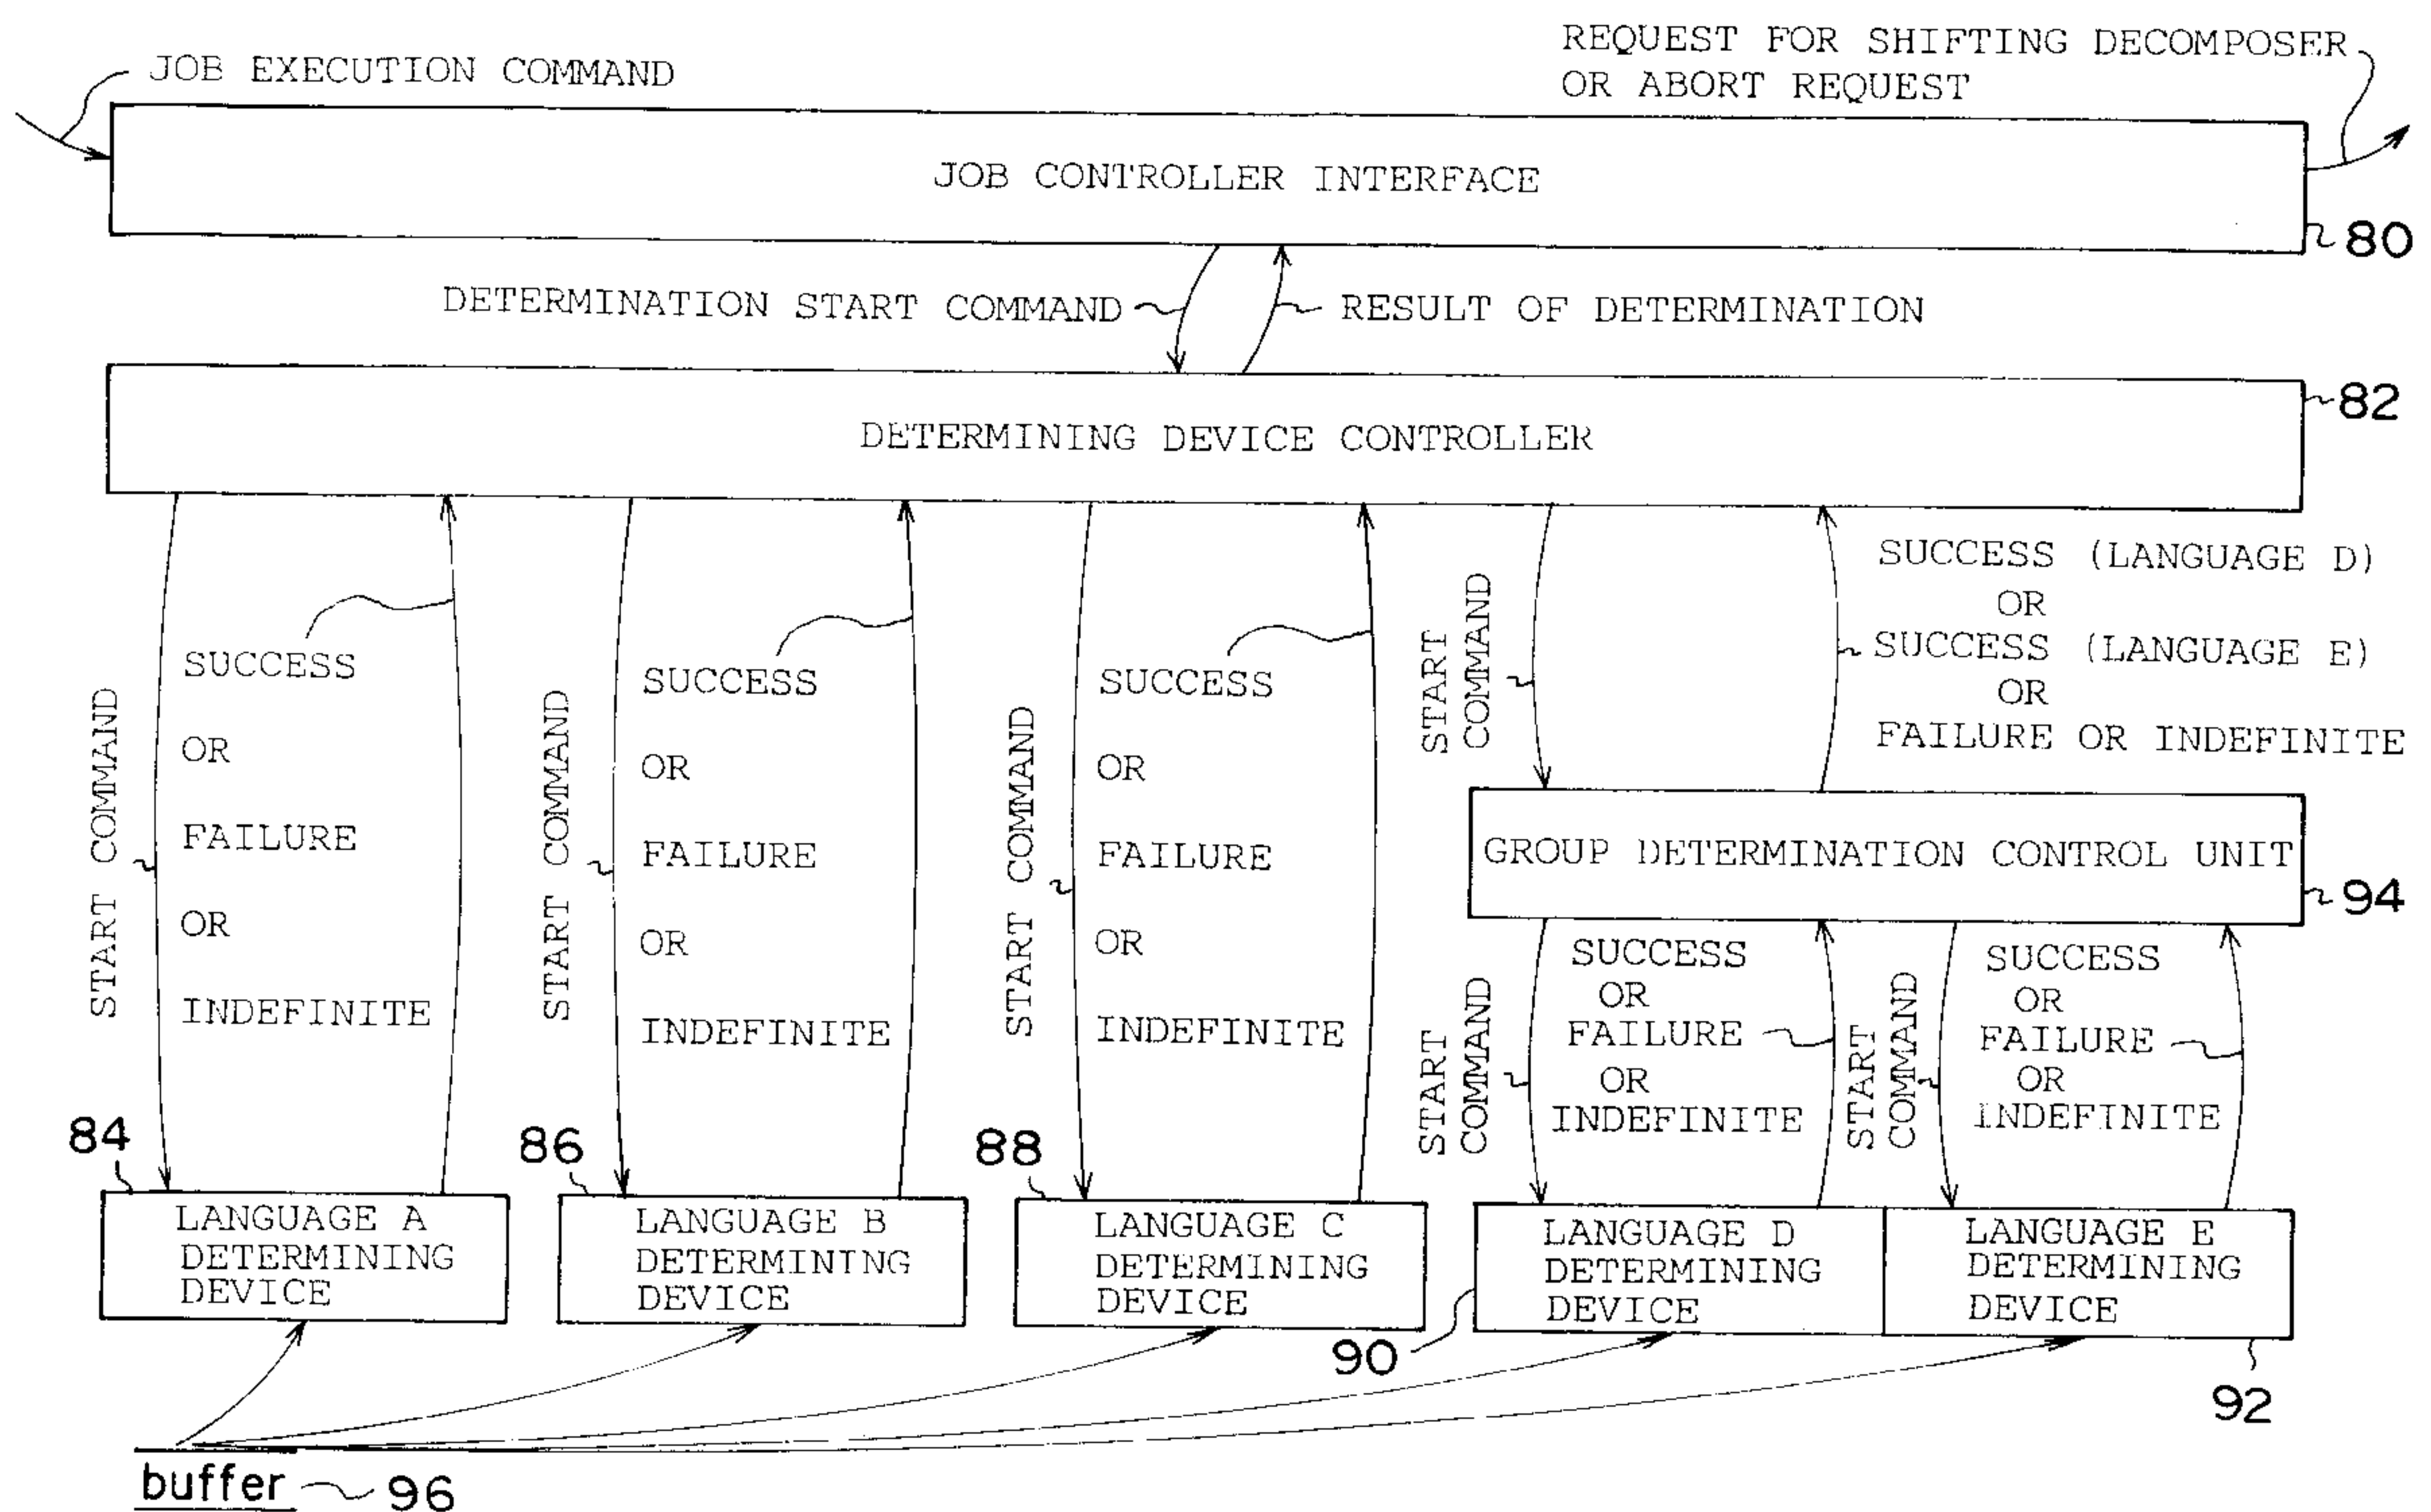 JOB EXECUTION COMMAND
REQUEST FOR SHIFTING DECOMPOSER
OR ABORT REQUEST
JOB CONTROLLER INTERFACE
80
DETERMINATION START COMMAND
RESULT OF DETERMINATION
82
DETERMINING DEVICE CONTROLLER
START COMMAND
SUCCESS
OR
FAILURE
OR
INDEFINITE
START COMMAND
SUCCESS
OR
FAILURE
OR
INDEFINITE
START COMMAND
SUCCESS
OR
FAILURE
OR
INDEFINITE
START
COMMAND
SUCCESS (LANGUAGE D)
OR
SUCCESS (LANGUAGE E)
OR
FAILURE OR INDEFINITE
GROUP DETERMINATION CONTROL UNIT
94
START
COMMAND
SUCCESS
OR
FAILURE
OR
INDEFINITE
START
COMMAND
SUCCESS
OR
FAILURE
OR
INDEFINITE
84
LANGUAGE A
DETERMINING
DEVICE
86
LANGUAGE B
DETERMINING
DEVICE
88
LANGUAGE C
DETERMINING
DEVICE
90
LANGUAGE D
DETERMINING
DEVICE
LANGUAGE E
DETERMINING
DEVICE
92
buffer 96